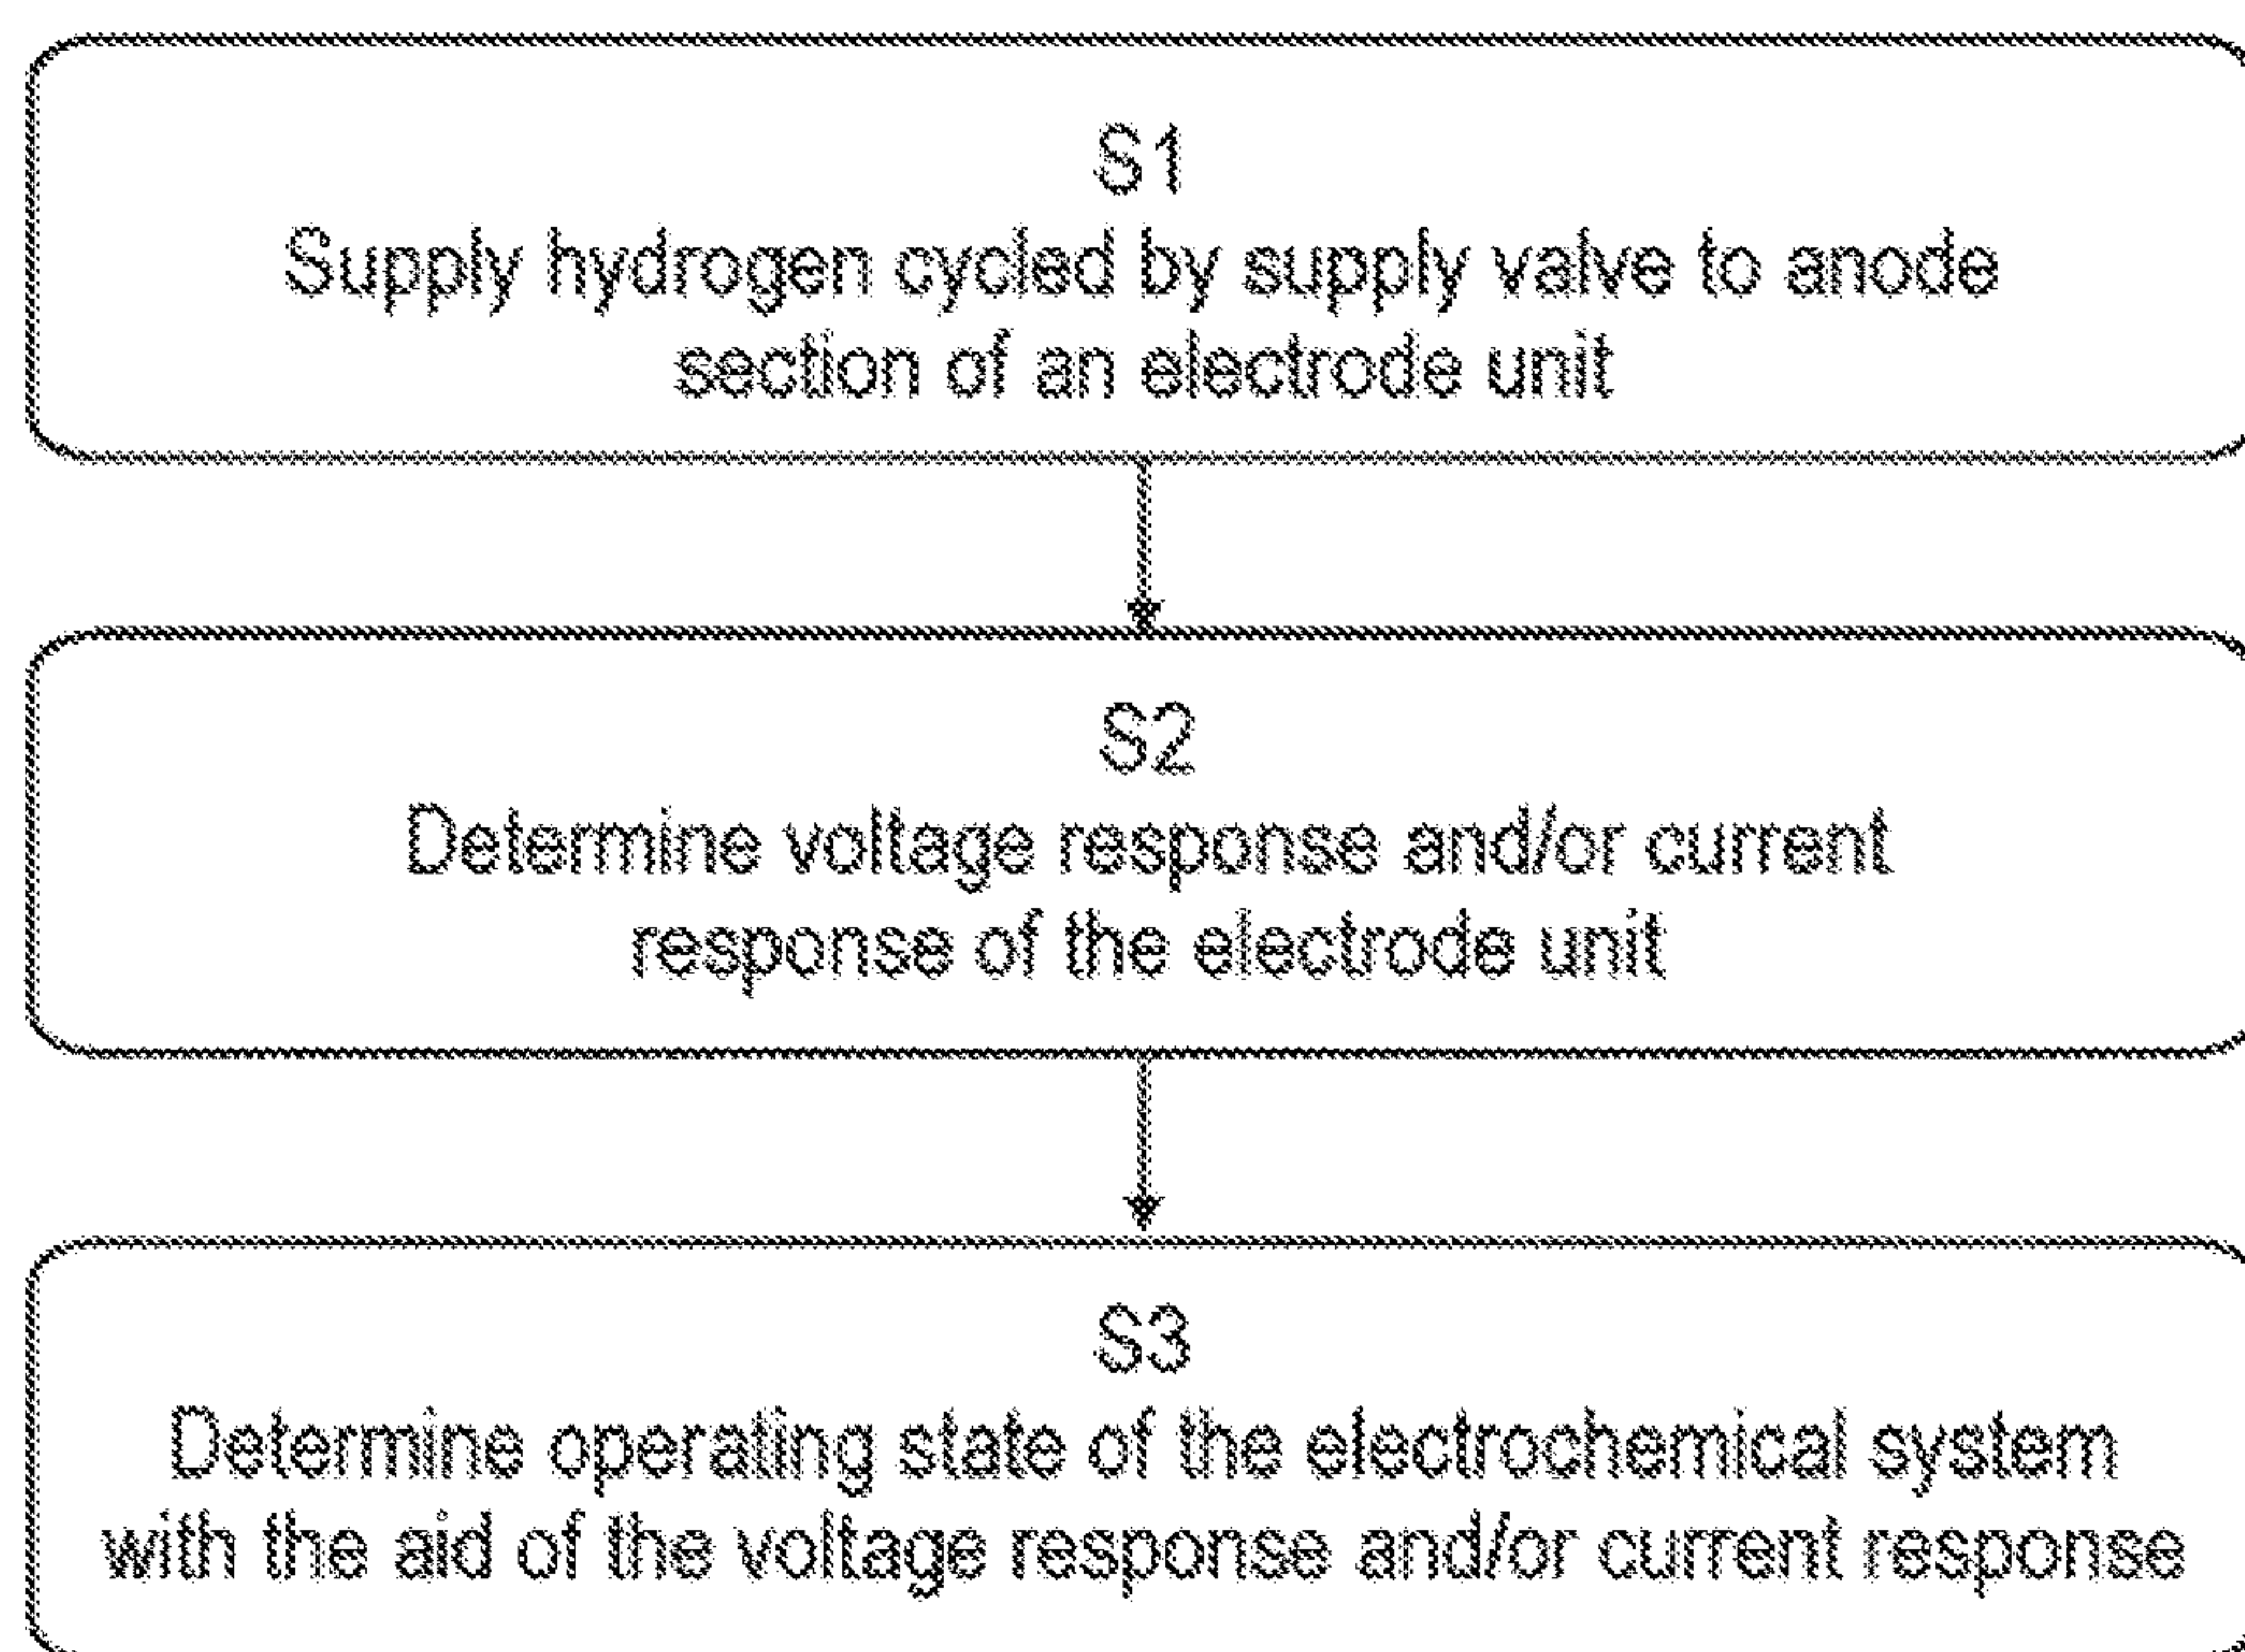 S1
Supply hydrogen cycled by supply valve to anode
section of an electrode unit
S2
Determine voltage response and/or current
response of the electrode unit
S3
Determine operating state of the electrochemical system
with the aid of the voltage response and/or current response